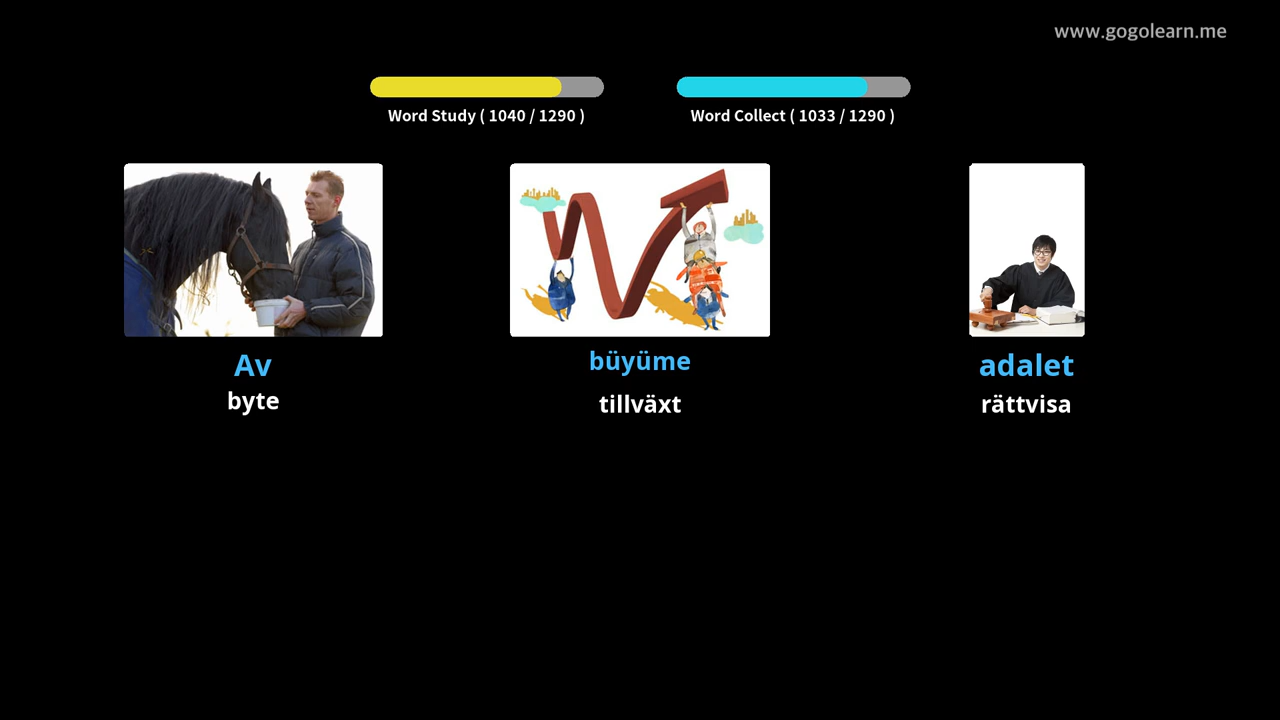 www.gogolearn.me
Word Study ( 1040 / 1290 )
Word Collect ( 1033 / 1290 )
Av
byte
büyüme
tillväxt
adalet
rättvisa